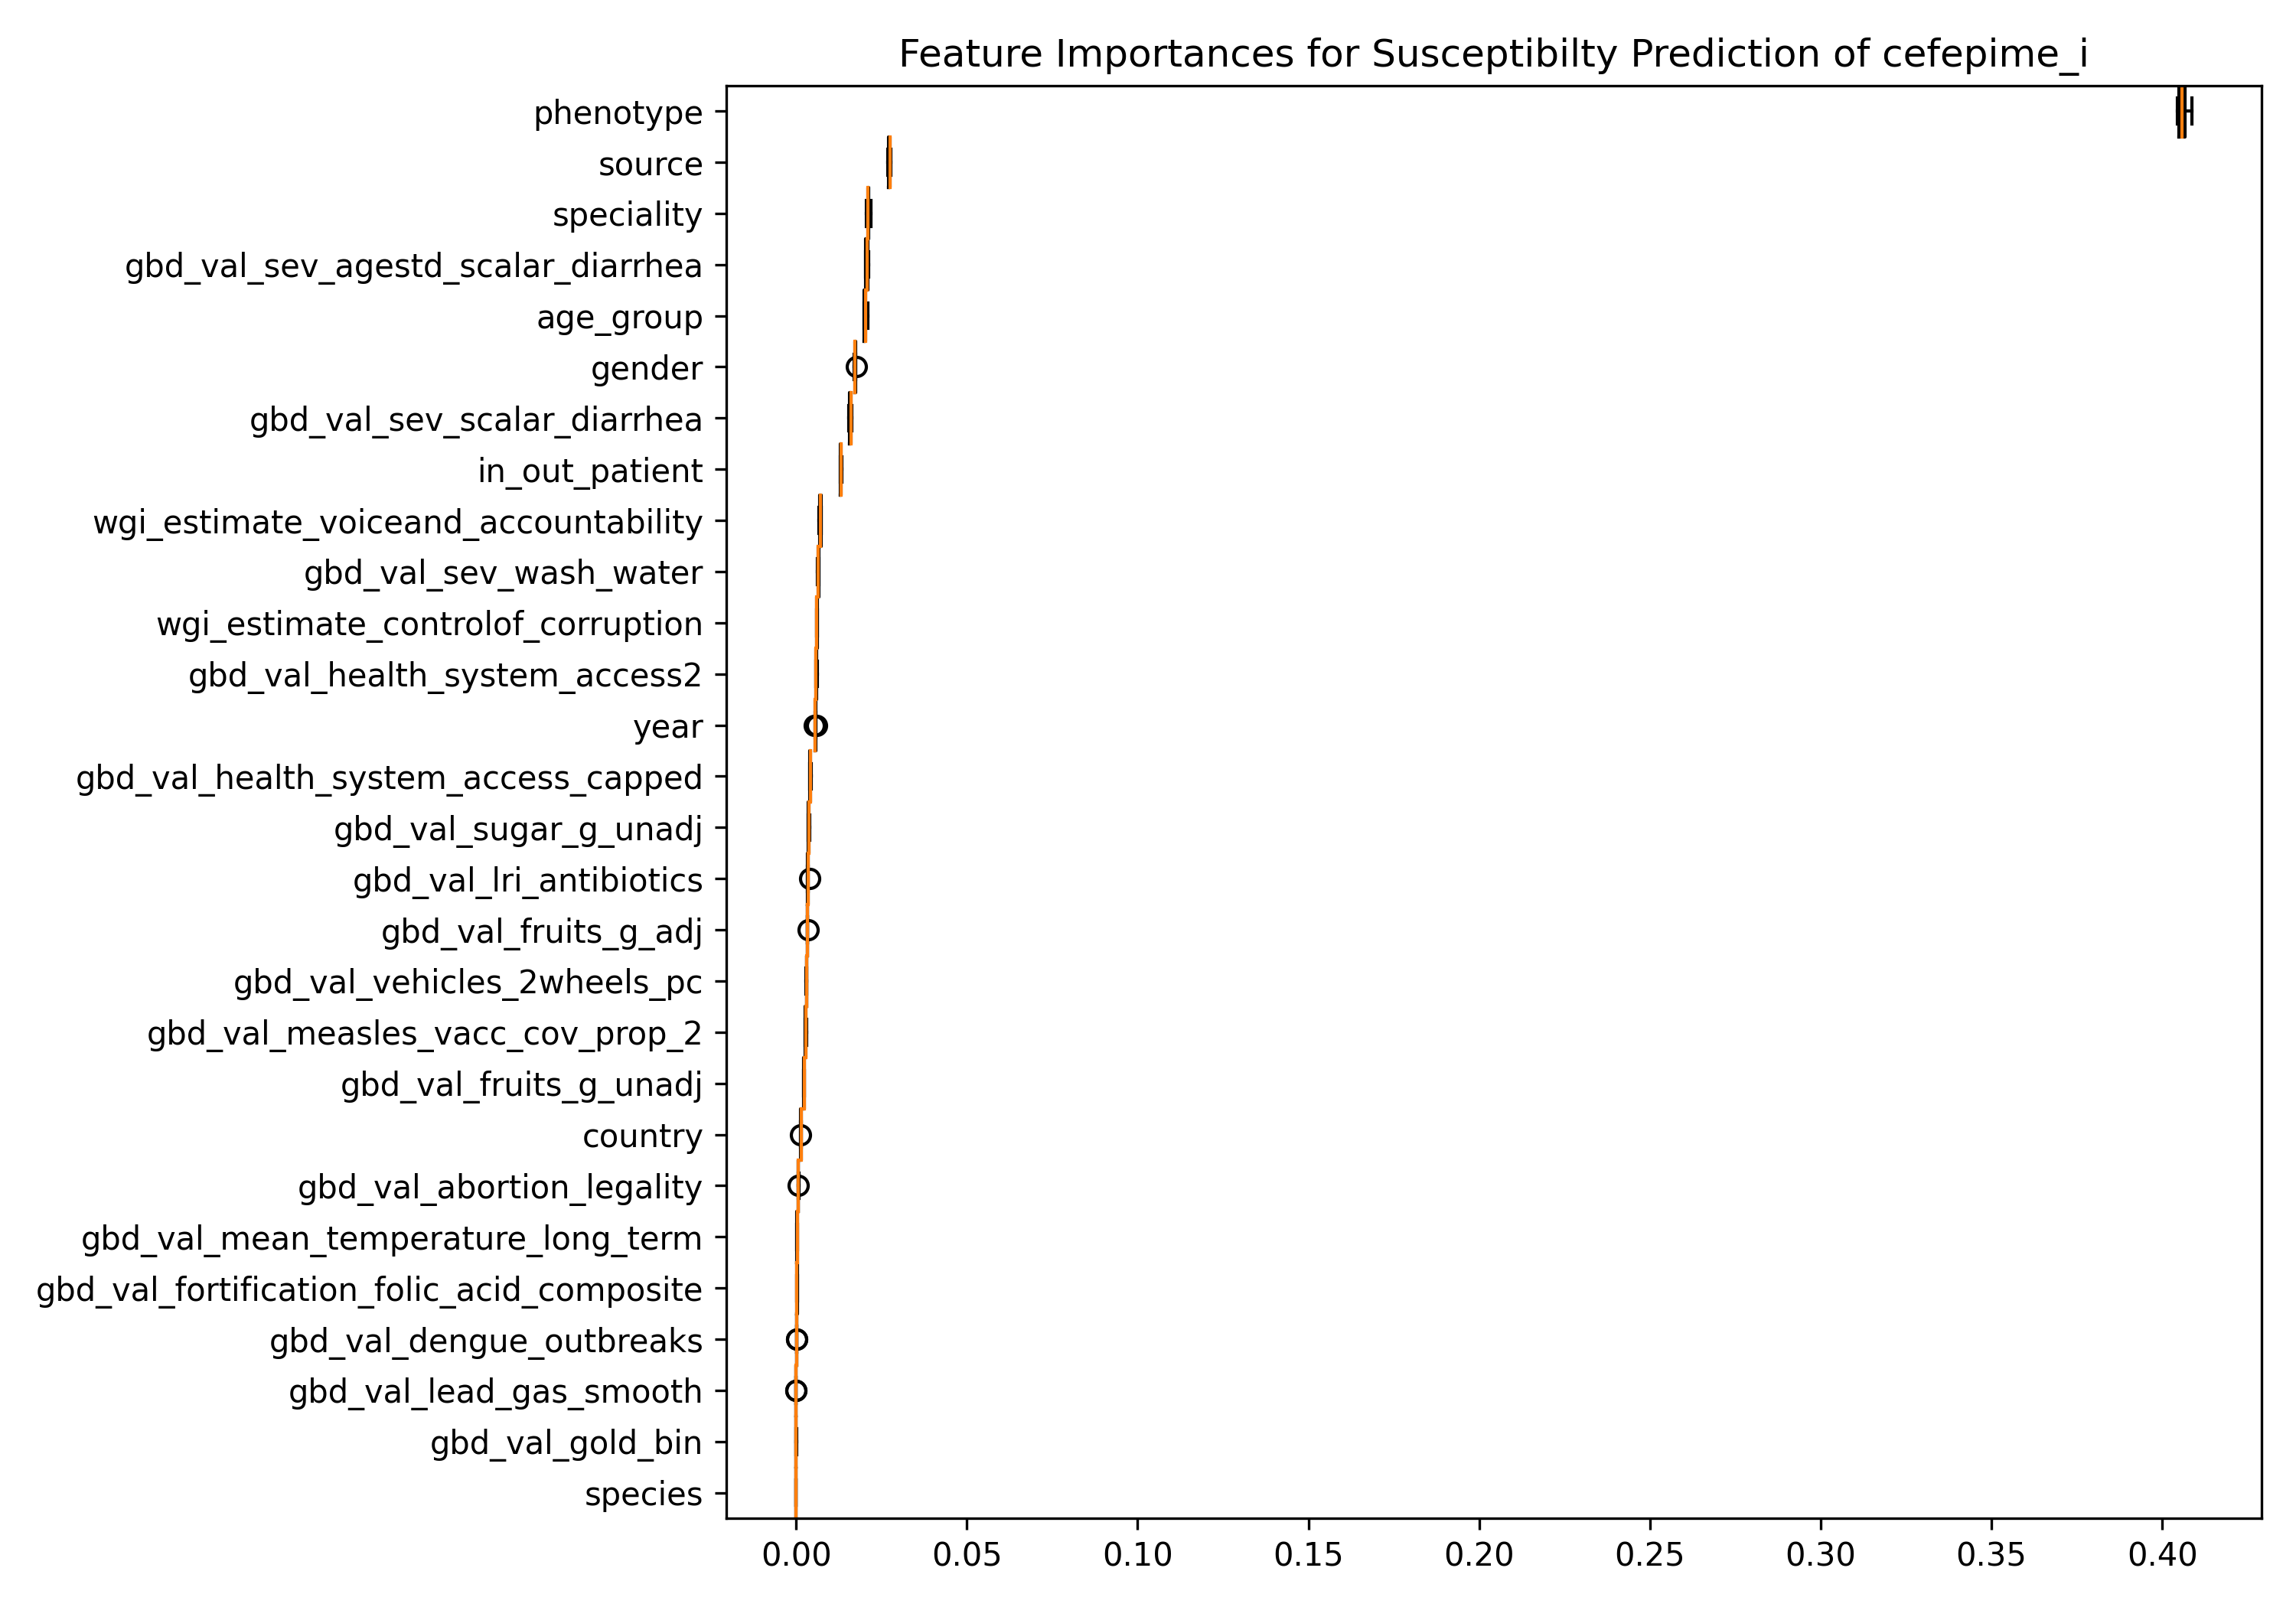 Feature Importances for Susceptibilty Prediction of cefepime_i
phenotype
source
speciality
gbd_val_sev_agestd_scalar_diarrhea
age_group
gender
gbd_val_sev_scalar_diarrhea
in_out_patient
wgi_estimate_voiceand_accountability
gbd_val_sev_wash_water
wgi_estimate_controlof_corruption
gbd_val_health_system_access2
year
gbd_val_health_system_access_capped
gbd_val_sugar_g_unadj
gbd_val_lri_antibiotics
gbd_val_fruits_g_adj
gbd_val_vehicles_2wheels_pc
gbd_val_measles_vacc_cov_prop_2
gbd_val_fruits_g_unadj
country
gbd_val_abortion_legality
gbd_val_mean_temperature_long_term
gbd_val_fortification_folic_acid_composite
gbd_val_dengue_outbreaks
gbd_val_lead_gas_smooth
gbd_val_gold_bin
species
0.00 0.05 0.10 0.15 0.20 0.25 0.30 0.35 0.40